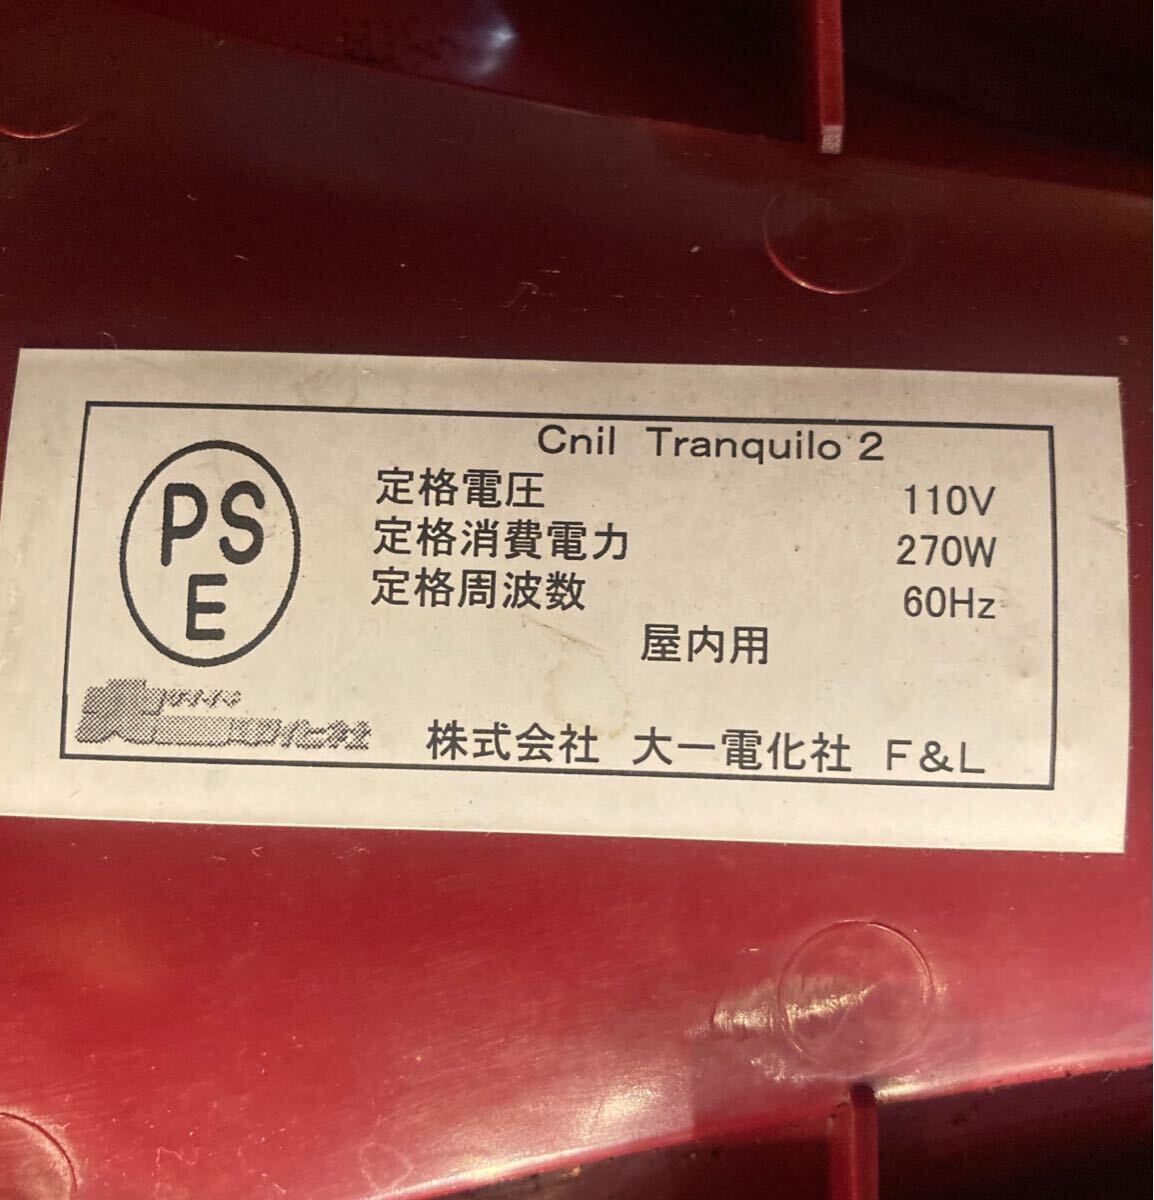 Cnil Tranquilo 2
PS
E
定格電圧 110V
定格消費電力 270W
定格周波数 60Hz
屋内用
株式会社 大一電化社 F&L